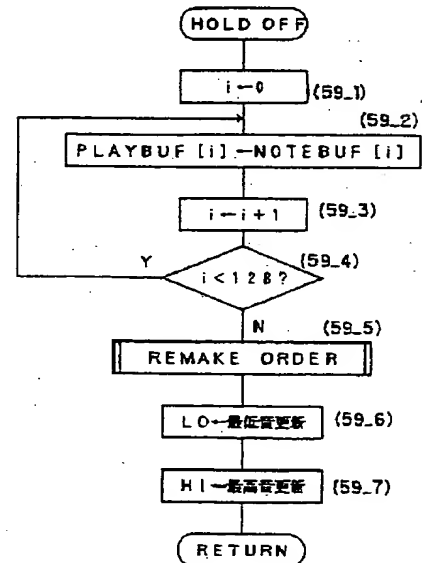 HOLD OFF
i←0 (59_1)
(59_2)
PLAYBUF [i]←NOTEBUF [i]
i←i+1 (59_3)
(59_4)
Y
i<128?
N (59_5)
REMAKE ORDER
LO←最低音更新 (59_6)
HI←最高音更新 (59_7)
RETURN